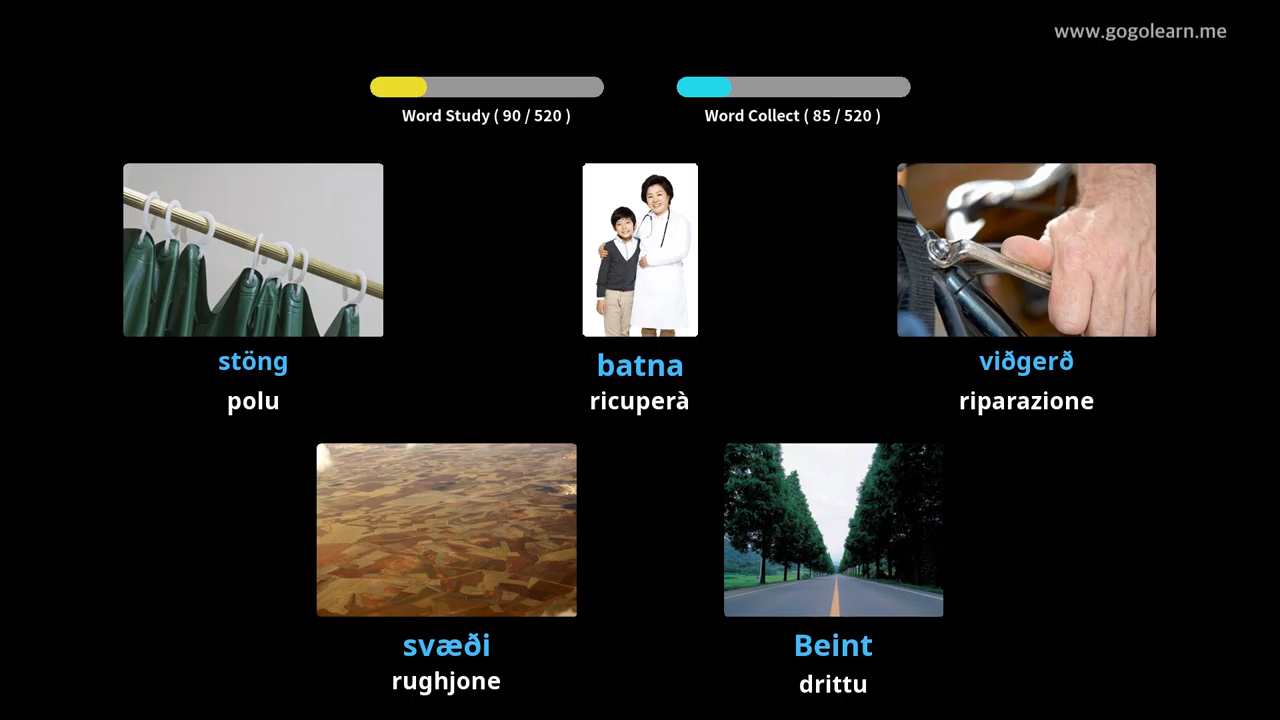 www.gogolearn.me
Word Study ( 90 / 520 )
Word Collect ( 85 / 520 )
stöng
polu
batna
ricuperà
viðgerð
riparazione
svæði
rughjone
Beint
drittu